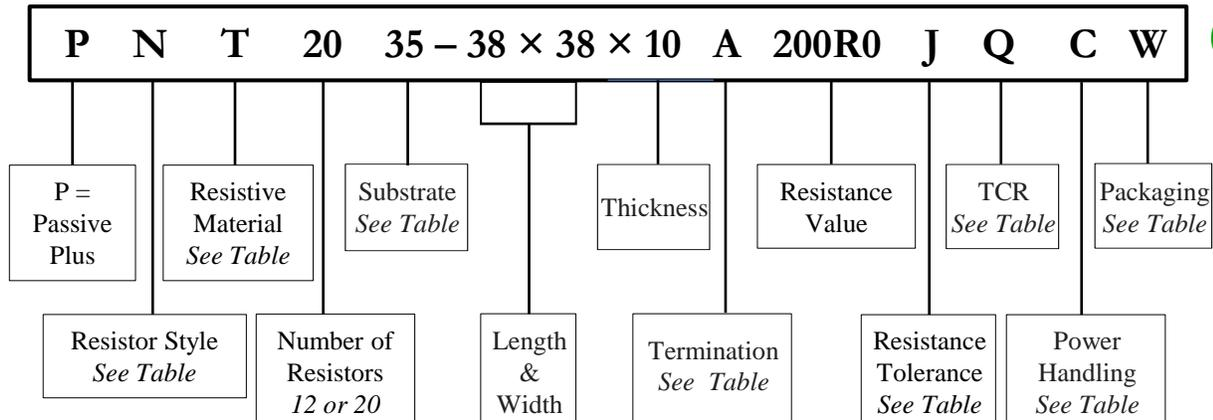 P N T 20 35 – 38 × 38 × 10 A 200R0 J Q C W
P =
Passive
Plus
Resistive
Material
See Table
Substrate
See Table
Thickness
Resistance
Value
TCR
See Table
Packaging
See Table
Resistor Style
See Table
Number of
Resistors
12 or 20
Length
&
Width
Termination
See Table
Resistance
Tolerance
See Table
Power
Handling
See Table